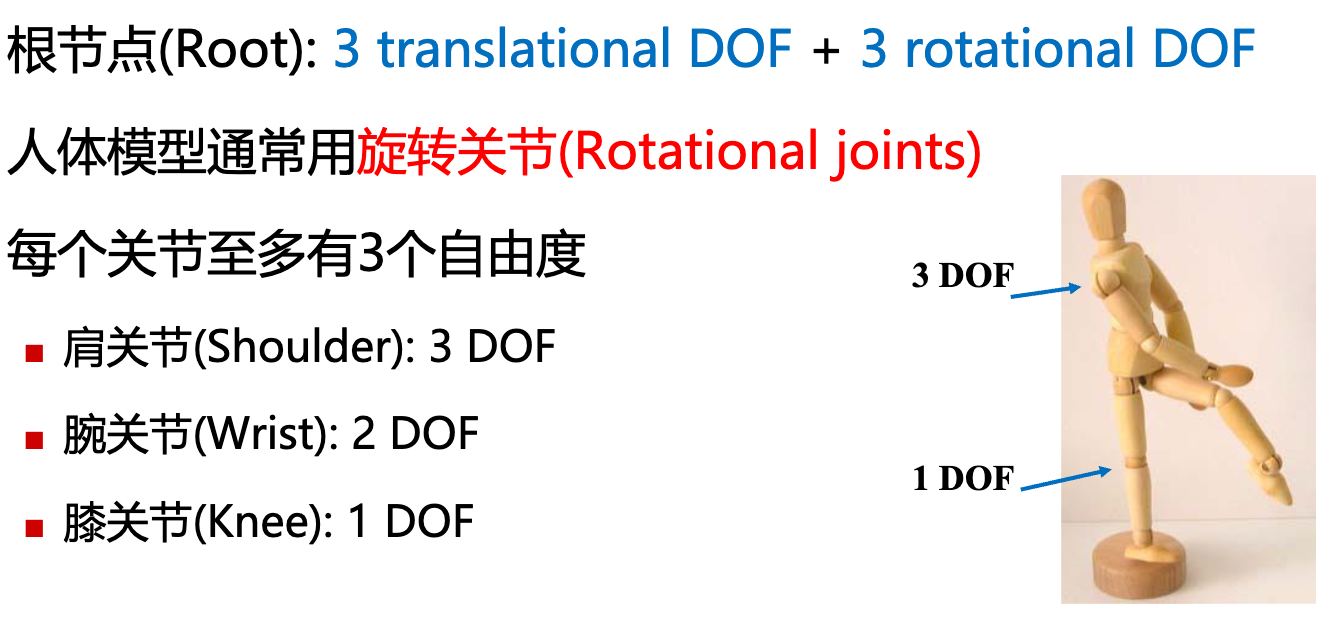 根节点(Root): 3 translational DOF + 3 rotational DOF
人体模型通常用旋转关节(Rotational joints)
每个关节至多有3个自由度
肩关节(Shoulder): 3 DOF
腕关节(Wrist): 2 DOF
膝关节(Knee): 1 DOF
3 DOF
1 DOF